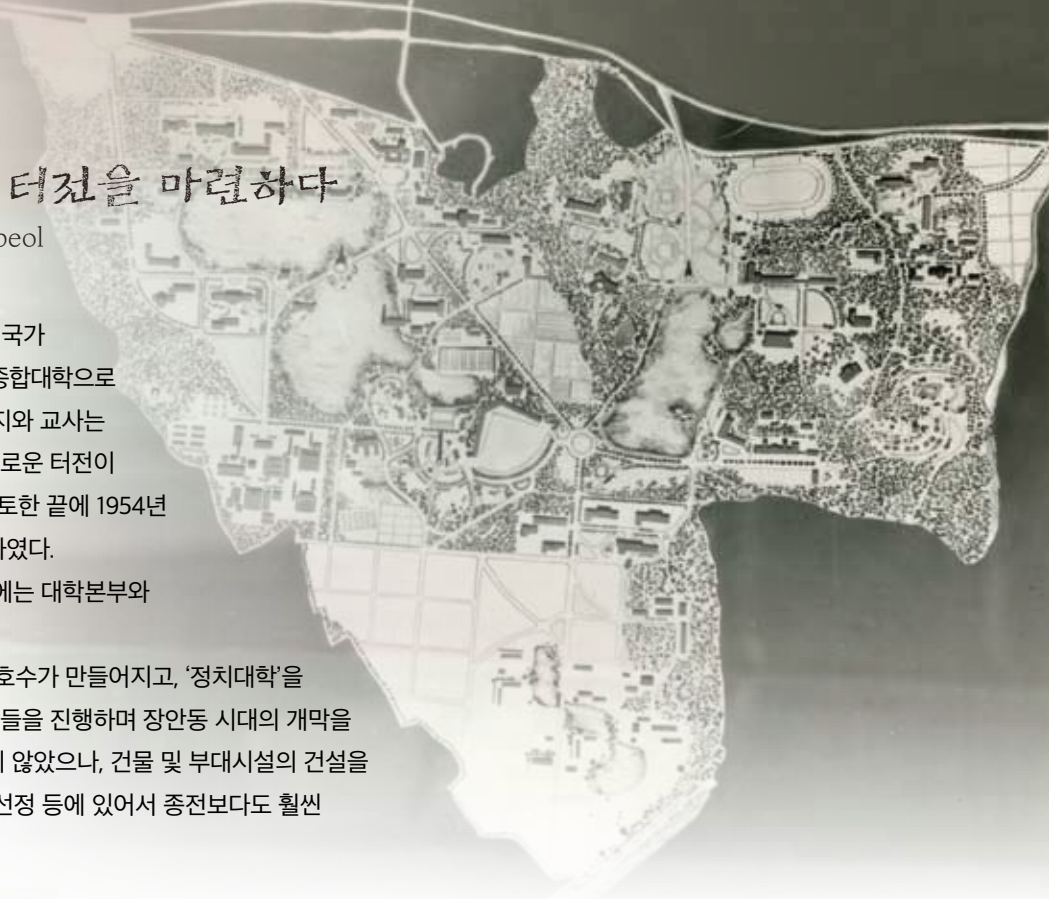 터전을 마련하다
beol
국가
종합대학으로
지와 교사는
로운 터전이
토한 끝에 1954년
하였다.
에는 대학본부와
호수가 만들어지고, ‘정치대학’을
들을 진행하며 장안동 시대의 개막을
않았으나, 건물 및 부대시설의 건설을
선정 등에 있어서 종전보다도 훨씬